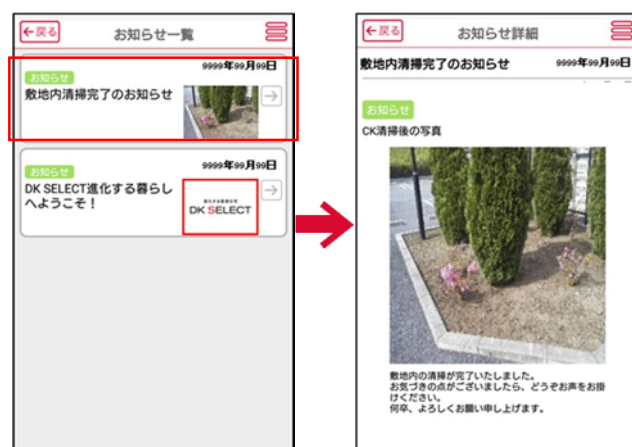 ←戻る
お知らせ一覧
9999年99月99日
お知らせ
敷地内清掃完了のお知らせ
9999年99月99日
お知らせ
DK SELECT進化する暮らし
へようこそ！
DK SELECT
←戻る
お知らせ詳細
敷地内清掃完了のお知らせ 9999年99月99日
お知らせ
CK清掃後の写真
敷地内の清掃が完了いたしました。
お気づきの点がございましたら、どうぞお声をお掛
けください。
何卒、よろしくお願い申し上げます。